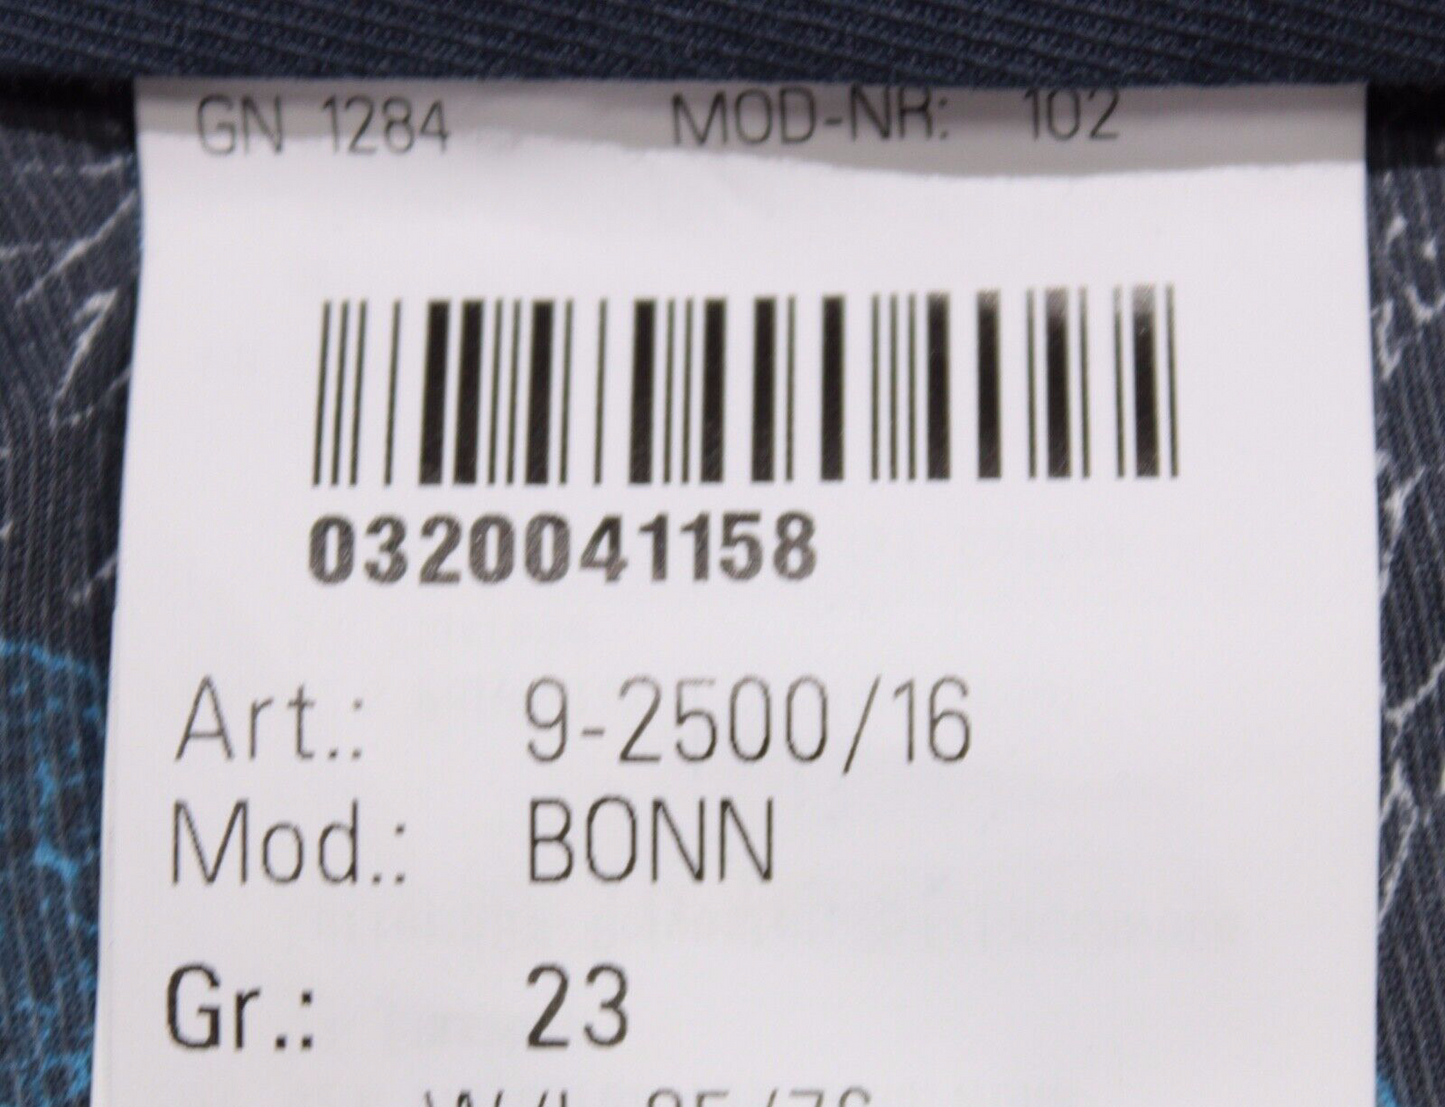 GN 1284 MOD-NR: 102
0320041158
Art.: 9-2500/16
Mod.: BONN
Gr.: 23